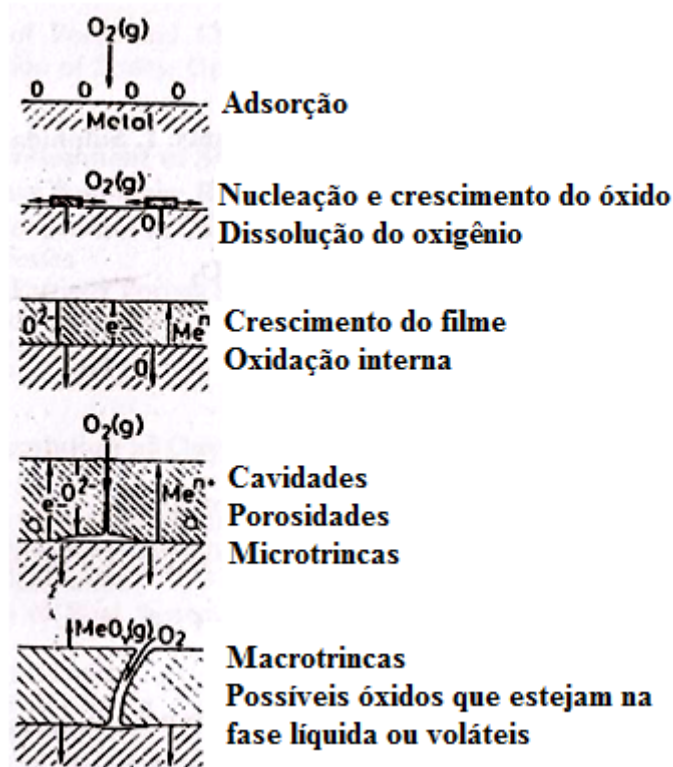 O₂(g)
O O O O
Metal
Adsorção
O₂(g)
O
Nucleação e crescimento do óxido
Dissolução do oxigênio
O²⁻ e- Meⁿ
O
Crescimento do filme
Oxidação interna
O₂(g)
e- O²⁻ Meⁿ⁺
Cavidades
Porosidades
Microtrincas
MeOᵧ(g) O₂
Macrotrincas
Possíveis óxidos que estejam na
fase líquida ou voláteis